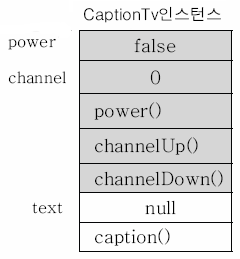 CaptionTv인스턴스
power false
channel 0
power()
channelUp()
channelDown()
text null
caption()